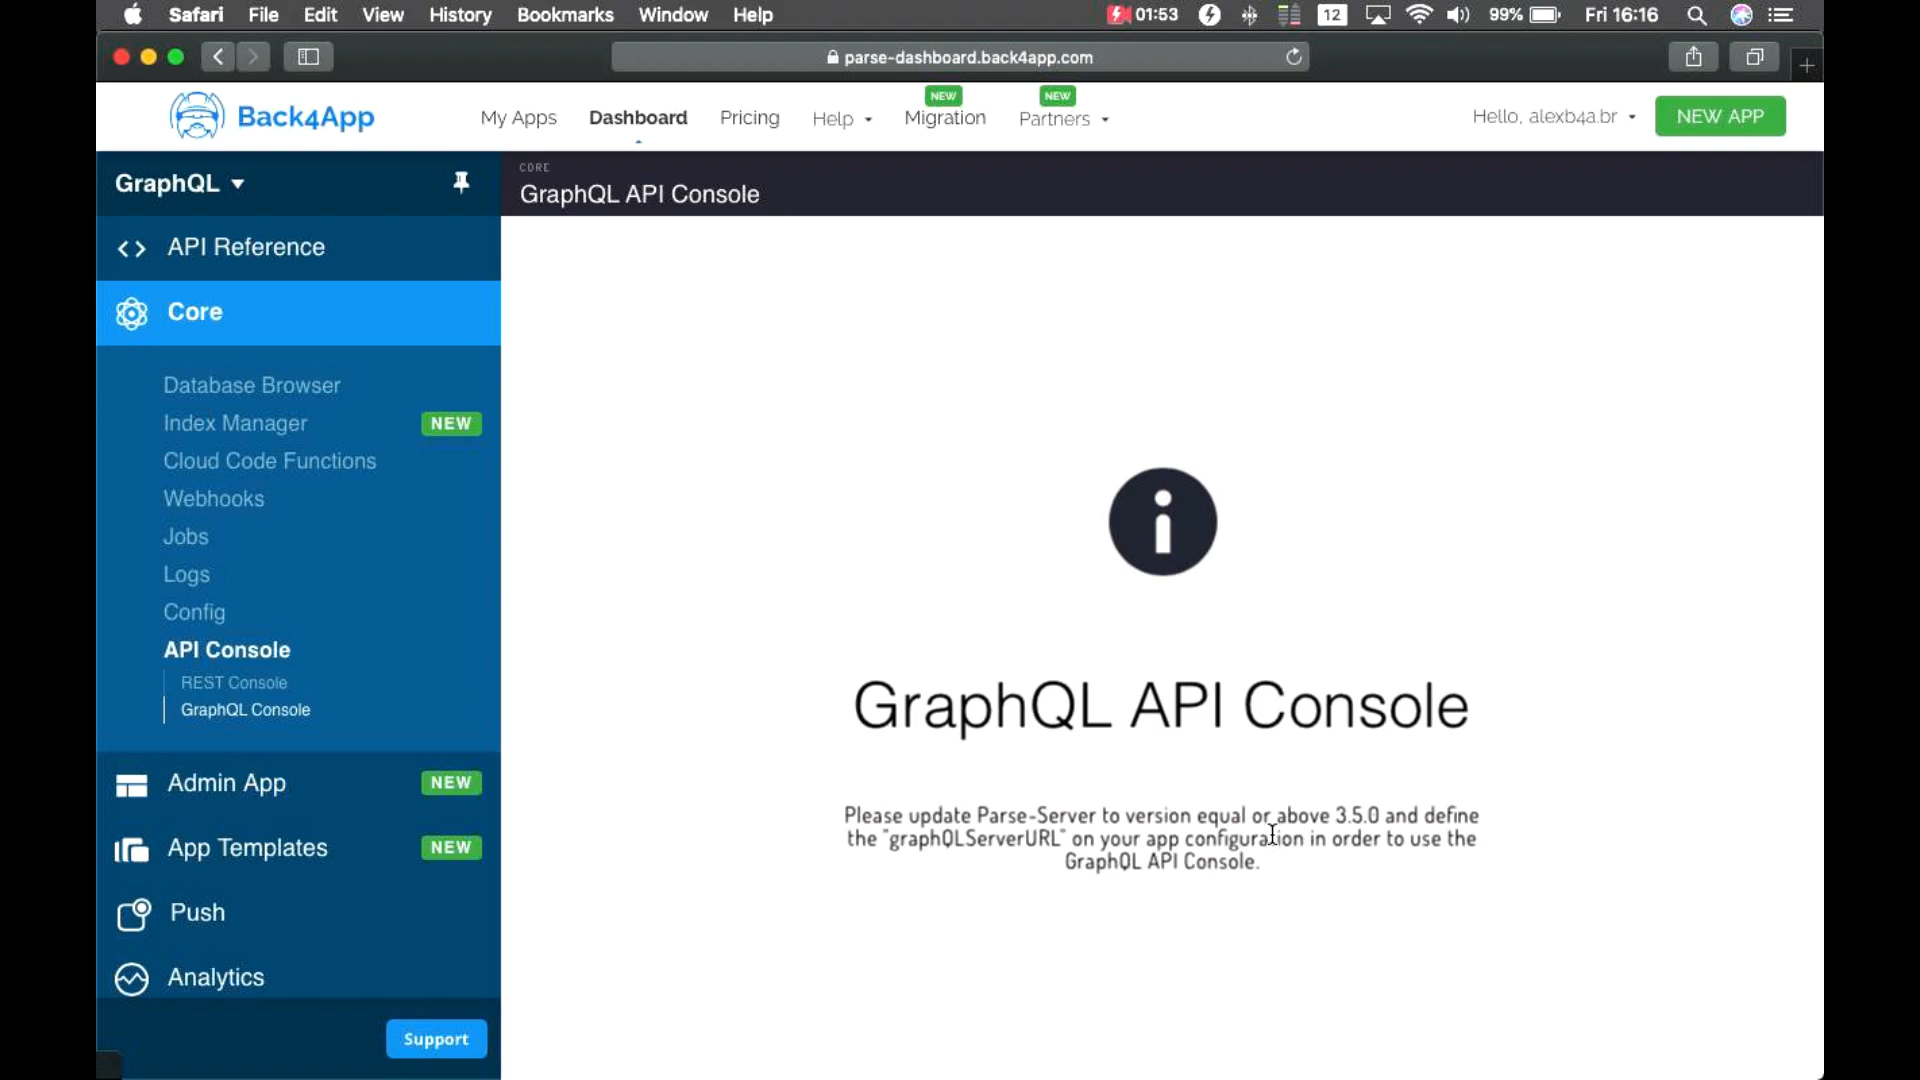 Safari File Edit View History Bookmarks Window Help 01:53 12 99% Fri 16:16
parse-dashboard.back4app.com
Back4App My Apps Dashboard Pricing Help NEW Migration NEW Partners Hello, alexb4a.br NEW APP
GraphQL
CORE
GraphQL API Console
API Reference
Core
Database Browser
Index Manager NEW
Cloud Code Functions
Webhooks
Jobs
Logs
Config
API Console
REST Console
GraphQL Console
Admin App NEW
App Templates NEW
Push
Analytics
Support
GraphQL API Console
Please update Parse-Server to version equal or above 3.5.0 and define
the "graphQLServerURL" on your app configuration in order to use the
GraphQL API Console.